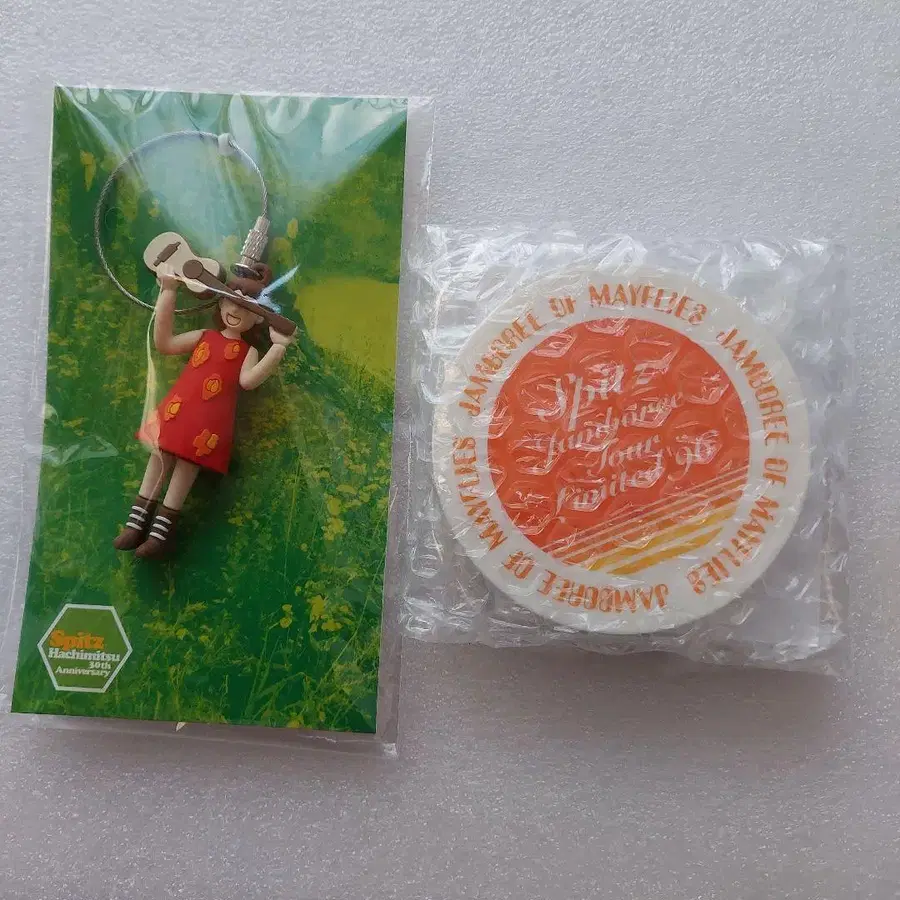 Spitz
Hachimitsu
30th
Anniversary
JAMBOREE OF MAYFLIES JAMBOREE OF MAYFLIES JAMBOREE OF MAYFLIES
Spitz
Jamboree
Tour
Limited '96